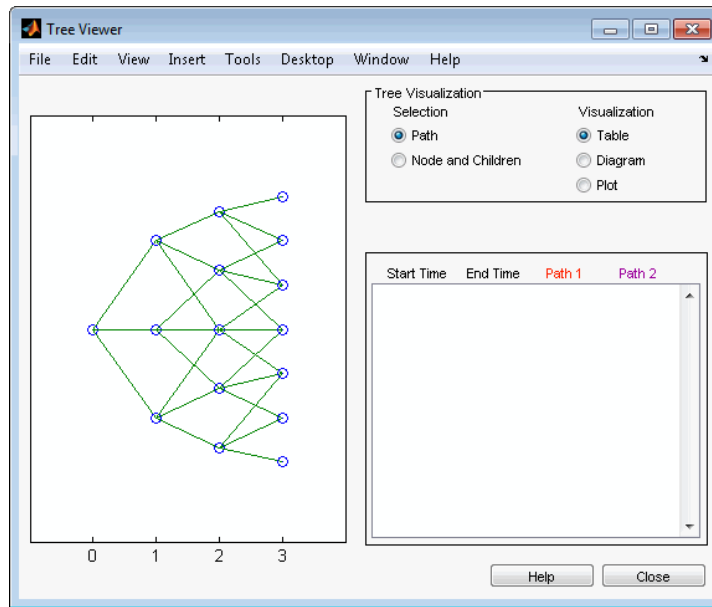 Tree Viewer
File Edit View Insert Tools Desktop Window Help
Tree Visualization
Selection Visualization
Path Table
Node and Children Diagram
Plot
Start Time End Time Path 1 Path 2
0 1 2 3
Help Close